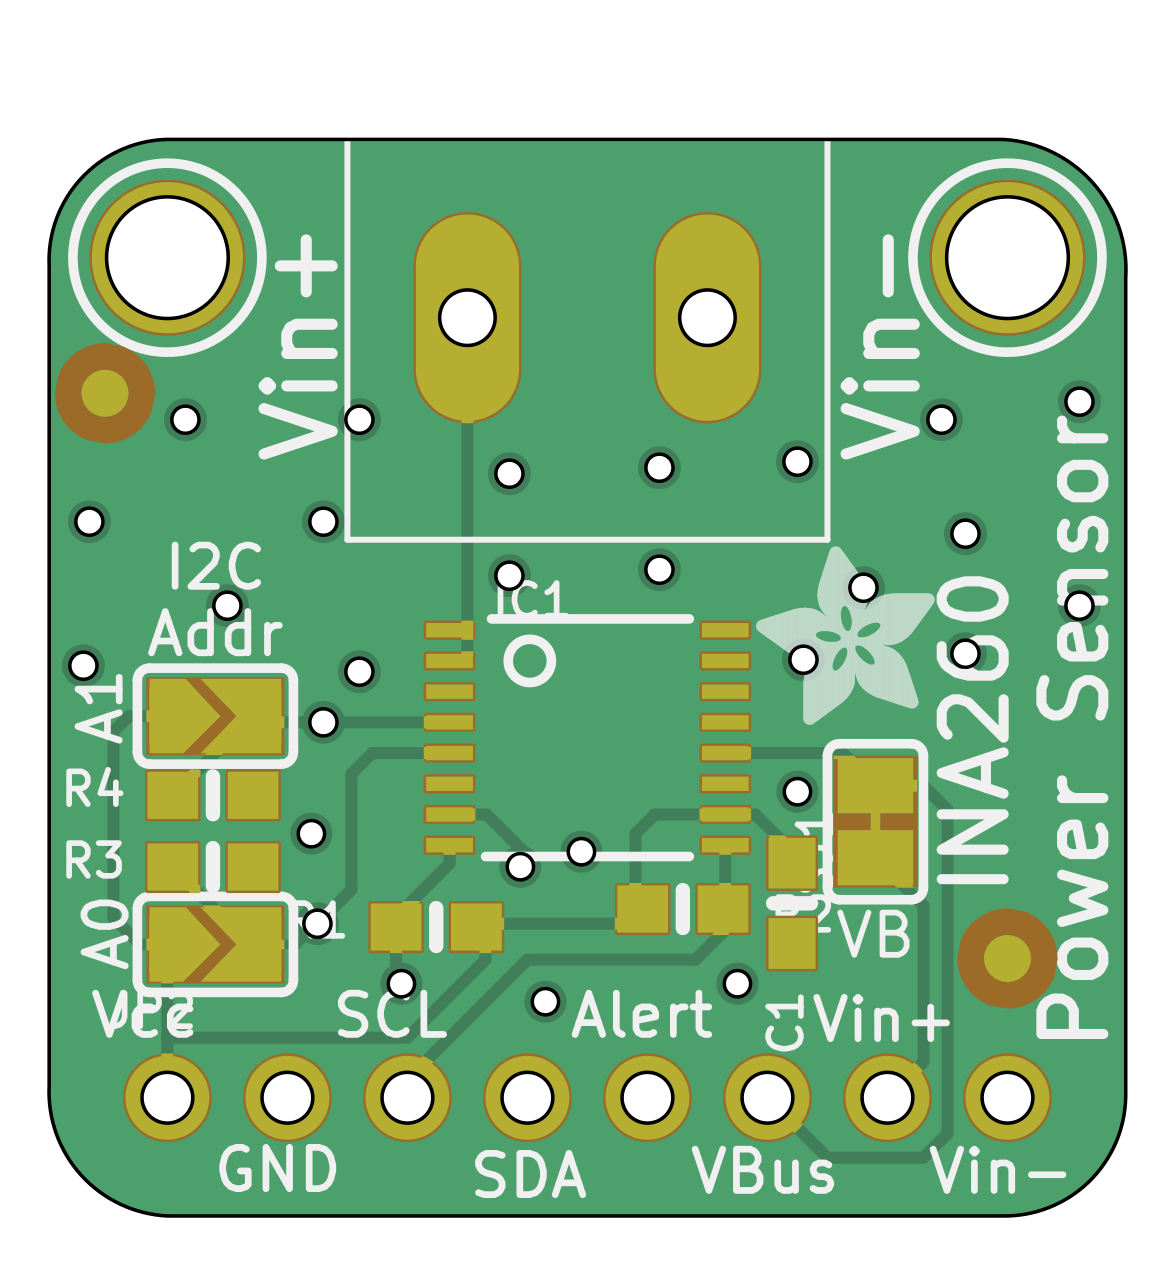 Vin+
Vin-
I2C
Addr
IC1
A1
R4
R3
A0
INA260
Power Sensor
VB
Vcc
SCL
Alert
C1
Vin+
GND
SDA
VBus
Vin-